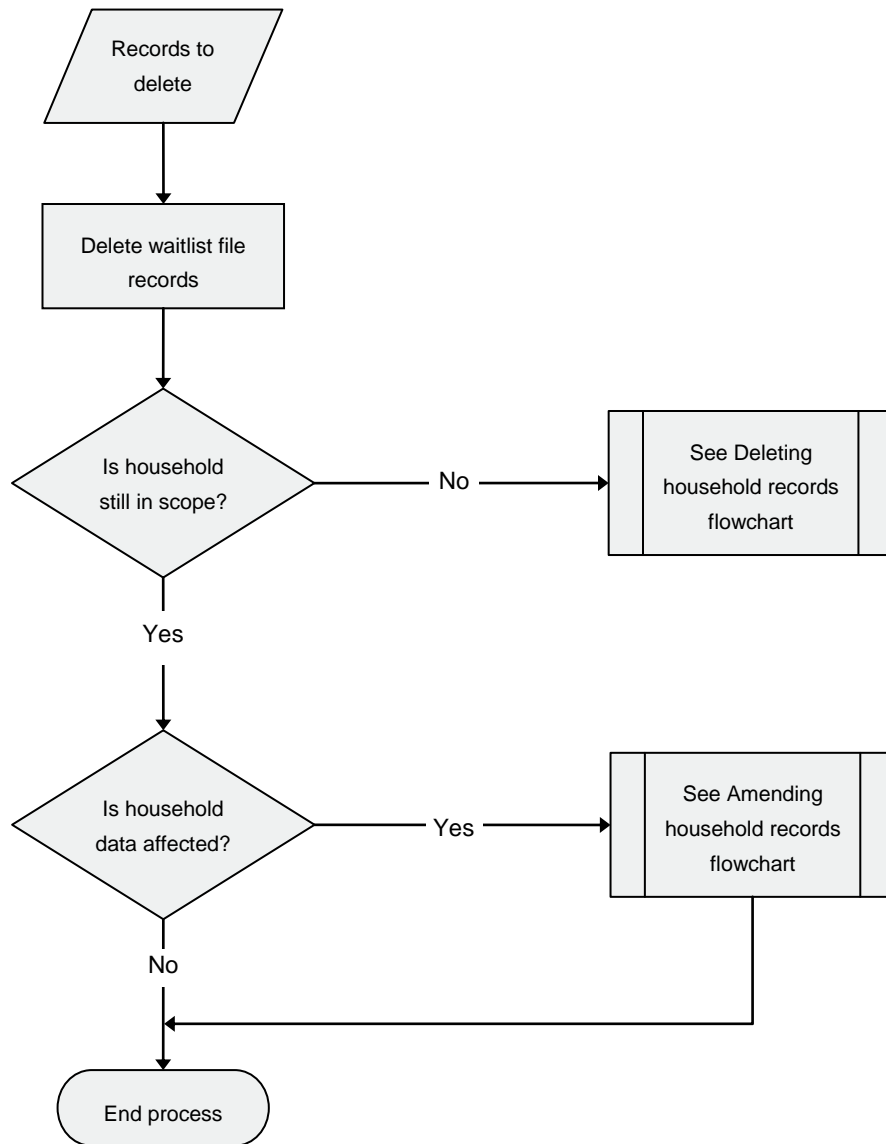 Records to
delete
Delete waitlist file
records
Is household
still in scope?
No
See Deleting
household records
flowchart
Yes
Is household
data affected?
Yes
See Amending
household records
flowchart
No
End process